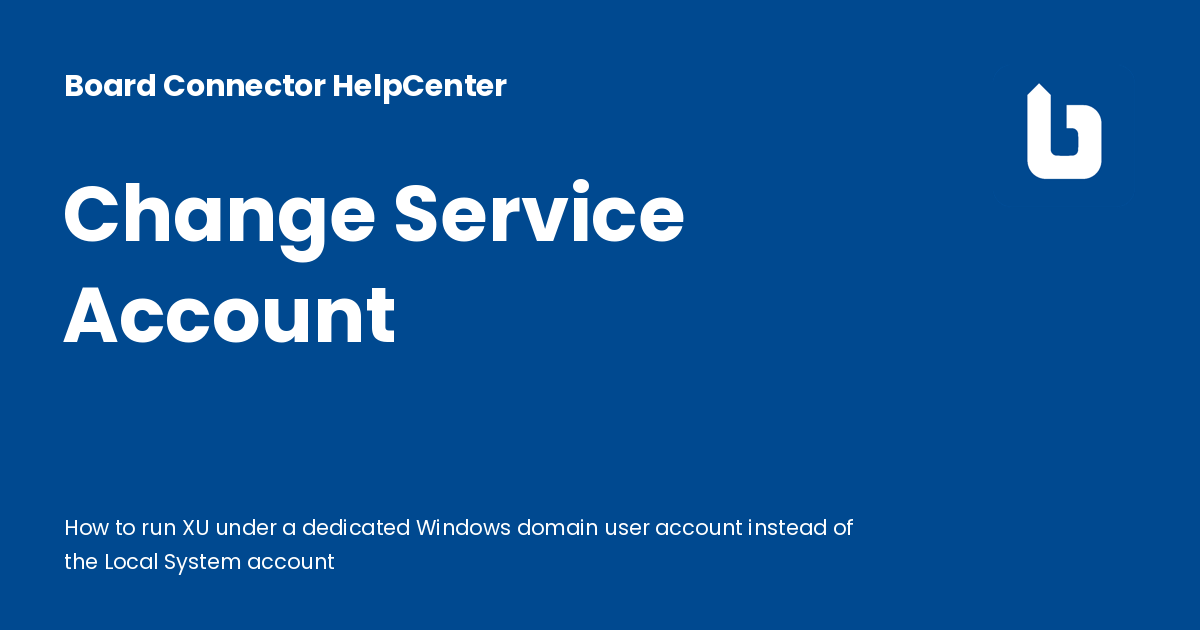 Board Connector HelpCenter
Change Service
Account
How to run XU under a dedicated Windows domain user account instead of
the Local System account